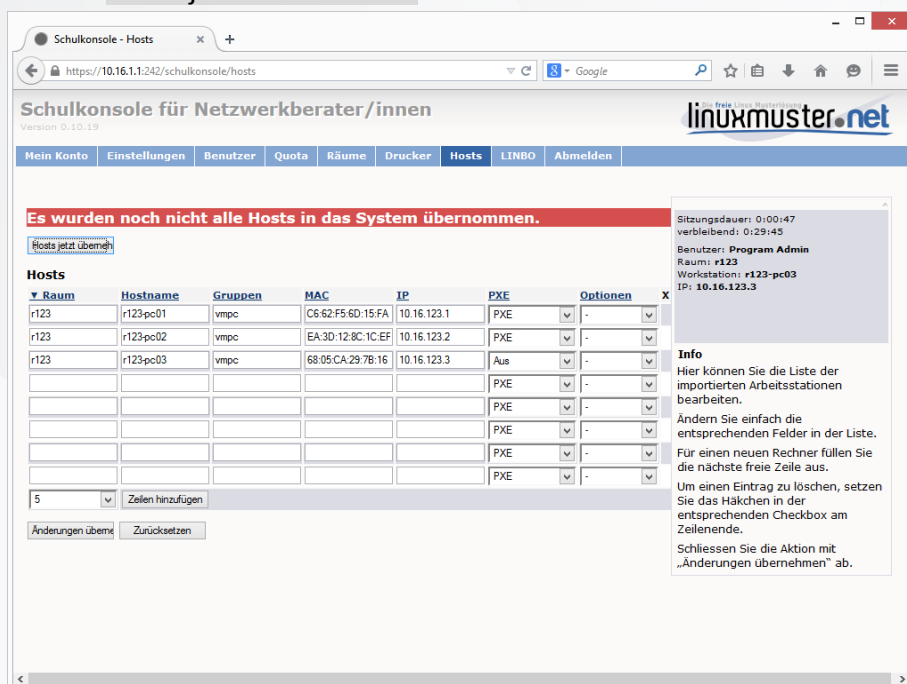 Schulkonsole - Hosts
https://10.16.1.1:242/schulkonsole/hosts
Google
Schulkonsole für Netzwerkberater/innen
Version 0.10.19
Die freie Linux Musterlösung
linuxmuster.net
Mein Konto Einstellungen Benutzer Quota Räume Drucker Hosts LINBO Abmelden
Es wurden noch nicht alle Hosts in das System übernommen.
Hosts jetzt überneh
Hosts
▼ Raum Hostname Gruppen MAC IP PXE Optionen X
r123 r123-pc01 vmpc C6:62:F5:6D:15:FA 10.16.123.1 PXE -
r123 r123-pc02 vmpc EA:3D:12:8C:1C:EF 10.16.123.2 PXE -
r123 r123-pc03 vmpc 68:05:CA:29:7B:16 10.16.123.3 Aus -
PXE -
PXE -
PXE -
PXE -
PXE -
5 Zeilen hinzufügen
Änderungen überne Zurücksetzen
Sitzungsdauer: 0:00:47
verbleibend: 0:29:45
Benutzer: Program Admin
Raum: r123
Workstation: r123-pc03
IP: 10.16.123.3
Info
Hier können Sie die Liste der
importierten Arbeitsstationen
bearbeiten.
Ändern Sie einfach die
entsprechenden Felder in der Liste.
Für einen neuen Rechner füllen Sie
die nächste freie Zeile aus.
Um einen Eintrag zu löschen, setzen
Sie das Häkchen in der
entsprechenden Checkbox am
Zeilenende.
Schliessen Sie die Aktion mit
„Änderungen übernehmen" ab.